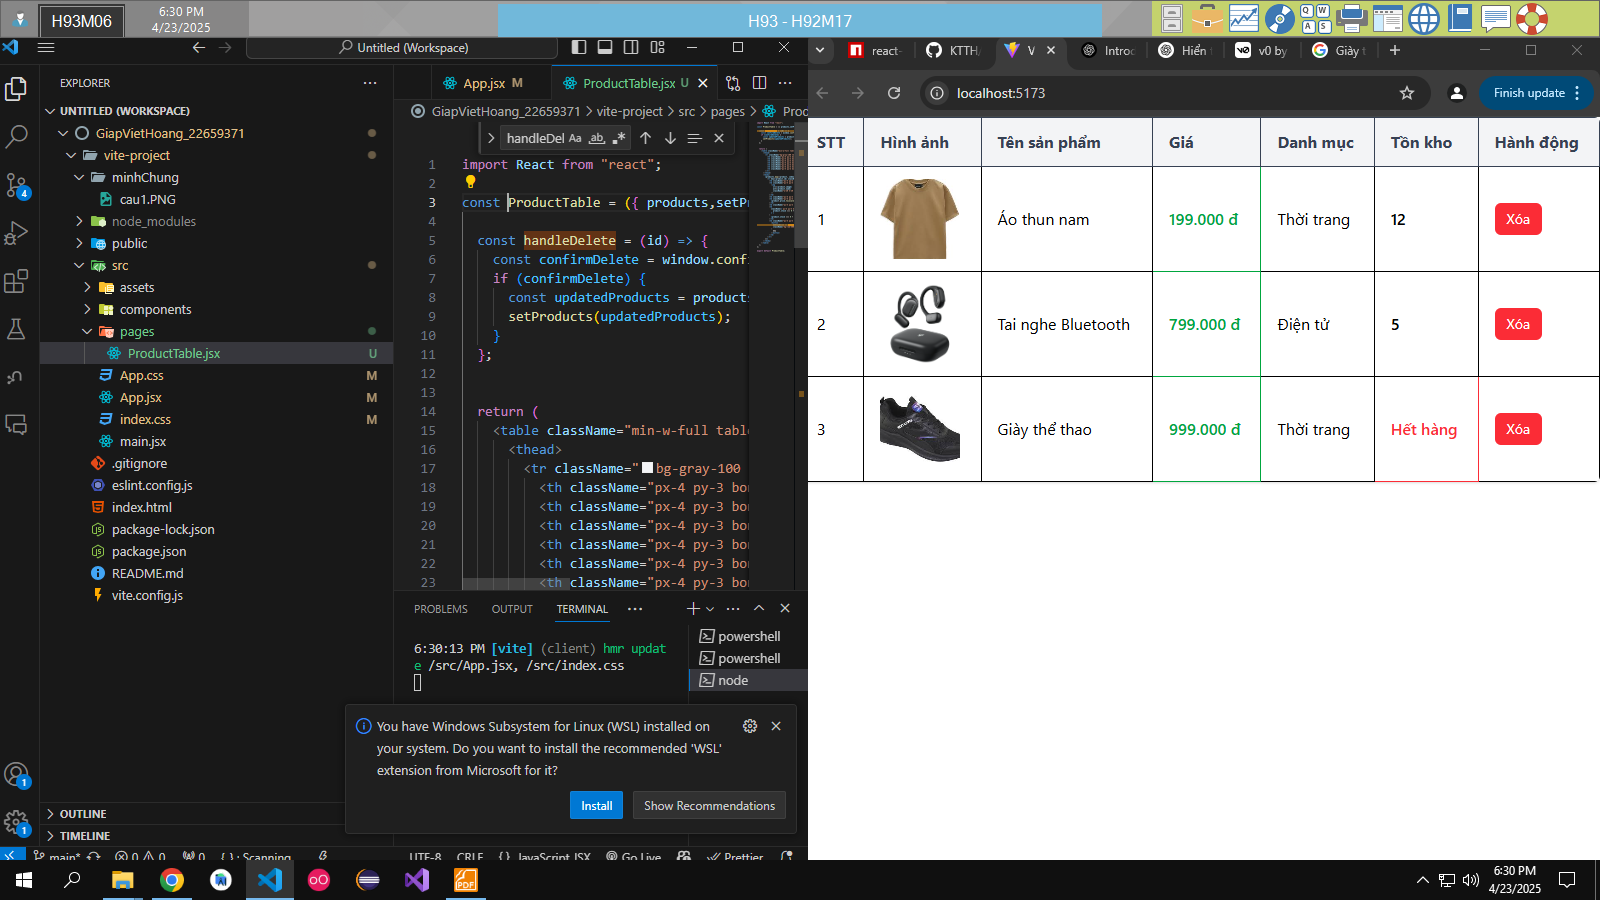 H93M06
6:30 PM
4/23/2025
H93 - H92M17
Untitled (Workspace)
EXPLORER
UNTITLED (WORKSPACE)
GiapVietHoang_22659371
vite-project
minhChung
cau1.PNG
node_modules
public
src
assets
components
pages
ProductTable.jsx U
App.css M
App.jsx M
index.css M
main.jsx
.gitignore
eslint.config.js
index.html
package-lock.json
package.json
README.md
vite.config.js
OUTLINE
TIMELINE
App.jsx M
ProductTable.jsx U
GiapVietHoang_22659371 > vite-project > src > pages >
handleDel
1 import React from "react";
2
3 const ProductTable = ({ products,setP
4
5 const handleDelete = (id) => {
6 const confirmDelete = window.confi
7 if (confirmDelete) {
8 const updatedProducts = products
9 setProducts(updatedProducts);
10 }
11 };
12
13
14 return (
15 <table className="min-w-full table
16 <thead>
17 <tr className="bg-gray-100
18 <th className="px-4 py-3 bor
19 <th className="px-4 py-3 bor
20 <th className="px-4 py-3 bor
21 <th className="px-4 py-3 bor
22 <th className="px-4 py-3 bor
23 <th className="px-4 py-3 bor
PROBLEMS OUTPUT TERMINAL
6:30:13 PM [vite] (client) hmr updat
e /src/App.jsx, /src/index.css
powershell
powershell
node
You have Windows Subsystem for Linux (WSL) installed on
your system. Do you want to install the recommended 'WSL'
extension from Microsoft for it?
Install
Show Recommendations
main* 0 0 0 Scanning UTF-8 CRLF JavaScript JSX Go Live Prettier
react-
KTTH
V
Introc
Hiển
v0 by
Giày t
localhost:5173
Finish update
STT Hình ảnh Tên sản phẩm Giá Danh mục Tồn kho Hành động
1 Áo thun nam 199.000 đ Thời trang 12 Xóa
2 Tai nghe Bluetooth 799.000 đ Điện tử 5 Xóa
3 Giày thể thao 999.000 đ Thời trang Hết hàng Xóa
6:30 PM
4/23/2025